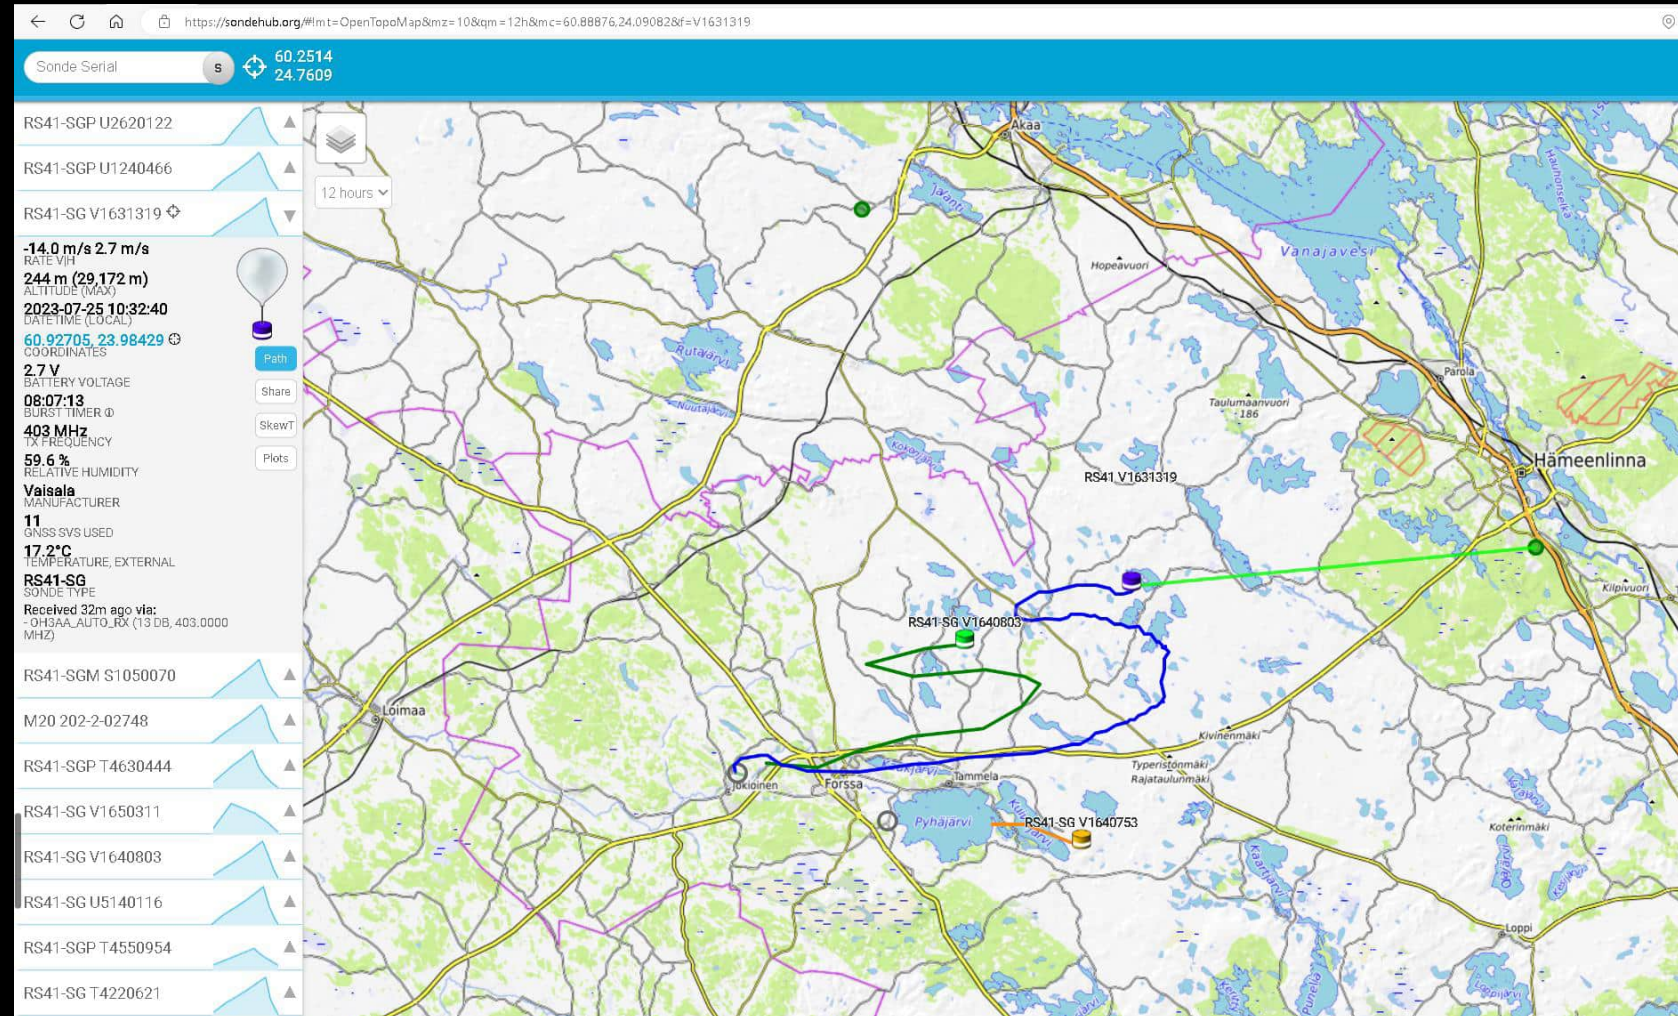 https://sondehub.org/#!mt=OpenTopoMap&mz=10&qm=12h&mc=60.88876,24.09082&f=V1631319
Sonde Serial
S
60.2514
24.7609
RS41-SGP U2620122
RS41-SGP U1240466
RS41-SG V1631319
-14.0 m/s 2.7 m/s
RATE V|H
244 m (29,172 m)
ALTITUDE (MAX)
2023-07-25 10:32:40
DATETIME (LOCAL)
60.92705, 23.98429
COORDINATES
2.7 V
BATTERY VOLTAGE
08:07:13
BURST TIMER
403 MHz
TX FREQUENCY
59.6 %
RELATIVE HUMIDITY
Vaisala
MANUFACTURER
11
GNSS SVS USED
17.2°C
TEMPERATURE, EXTERNAL
RS41-SG
SONDE TYPE
Received 32m ago via:
- OH3AA_AUTO_RX (13 DB, 403.0000
MHZ)
Path
Share
SkewT
Plots
RS41-SGM S1050070
M20 202-2-02748
RS41-SGP T4630444
RS41-SG V1650311
RS41-SG V1640803
RS41-SG U5140116
RS41-SGP T4550954
RS41-SG T4220621
12 hours
Akaa
Jalanti
Hauhonselkä
Vanajavesi
Hopeavuori
Rutajärvi
Nuutajärvi
Parola
Taulumaanvuori
-186
Kokonjärvi
Hämeenlinna
RS41 V1631319
Kilpivuori
RS41-SG V1640803
Loimaa
Kivinenmäki
Typeristönmäki
Rajataulunmäki
Jokioinen
Forssa
Tammela
Pyhäjärvi
RS41-SG V1640753
Koterinmäki
Kaartjärvi
Loppi
Loppijärvi
Punelia